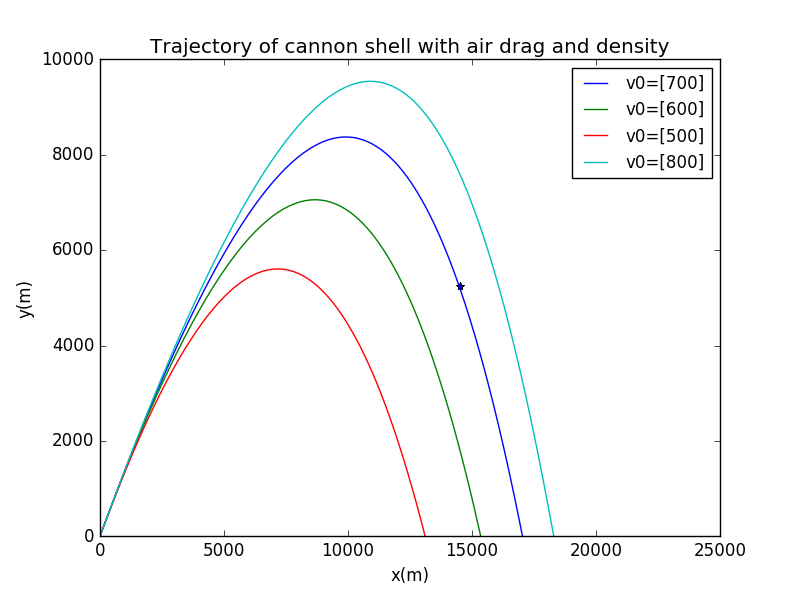 Trajectory of cannon shell with air drag and density
v0=[700]
v0=[600]
v0=[500]
v0=[800]
10000
8000
6000
4000
2000
0
y(m)
0 5000 10000 15000 20000 25000
x(m)